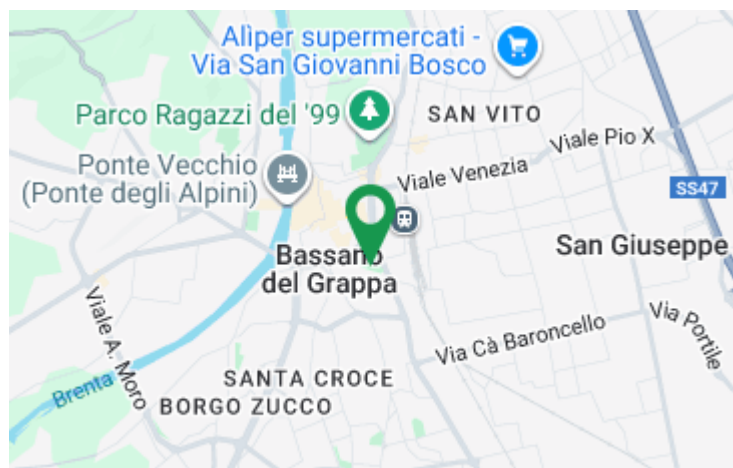 Alìper supermercati -
Via San Giovanni Bosco
Parco Ragazzi del '99
SAN VITO
Viale Pio X
Ponte Vecchio
(Ponte degli Alpini)
Viale Venezia
SS47
Bassano
del Grappa
San Giuseppe
Viale A. Moro
Via Cà Baroncello
Via Portile
Brenta
SANTA CROCE
BORGO ZUCCO